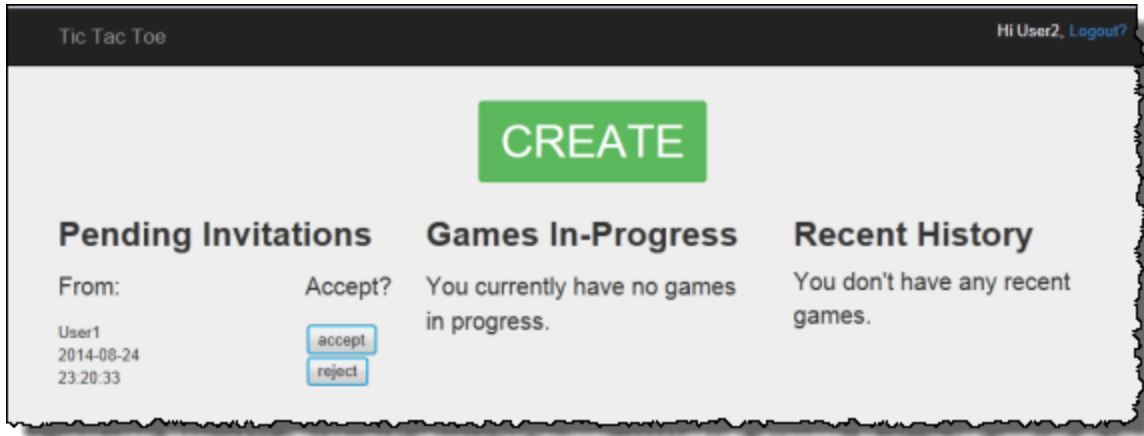 Tic Tac Toe
Hi User2, Logout?
CREATE
Pending Invitations
From:
Accept?
User1
2014-08-24
23:20:33
accept
reject
Games In-Progress
You currently have no games
in progress.
Recent History
You don't have any recent
games.